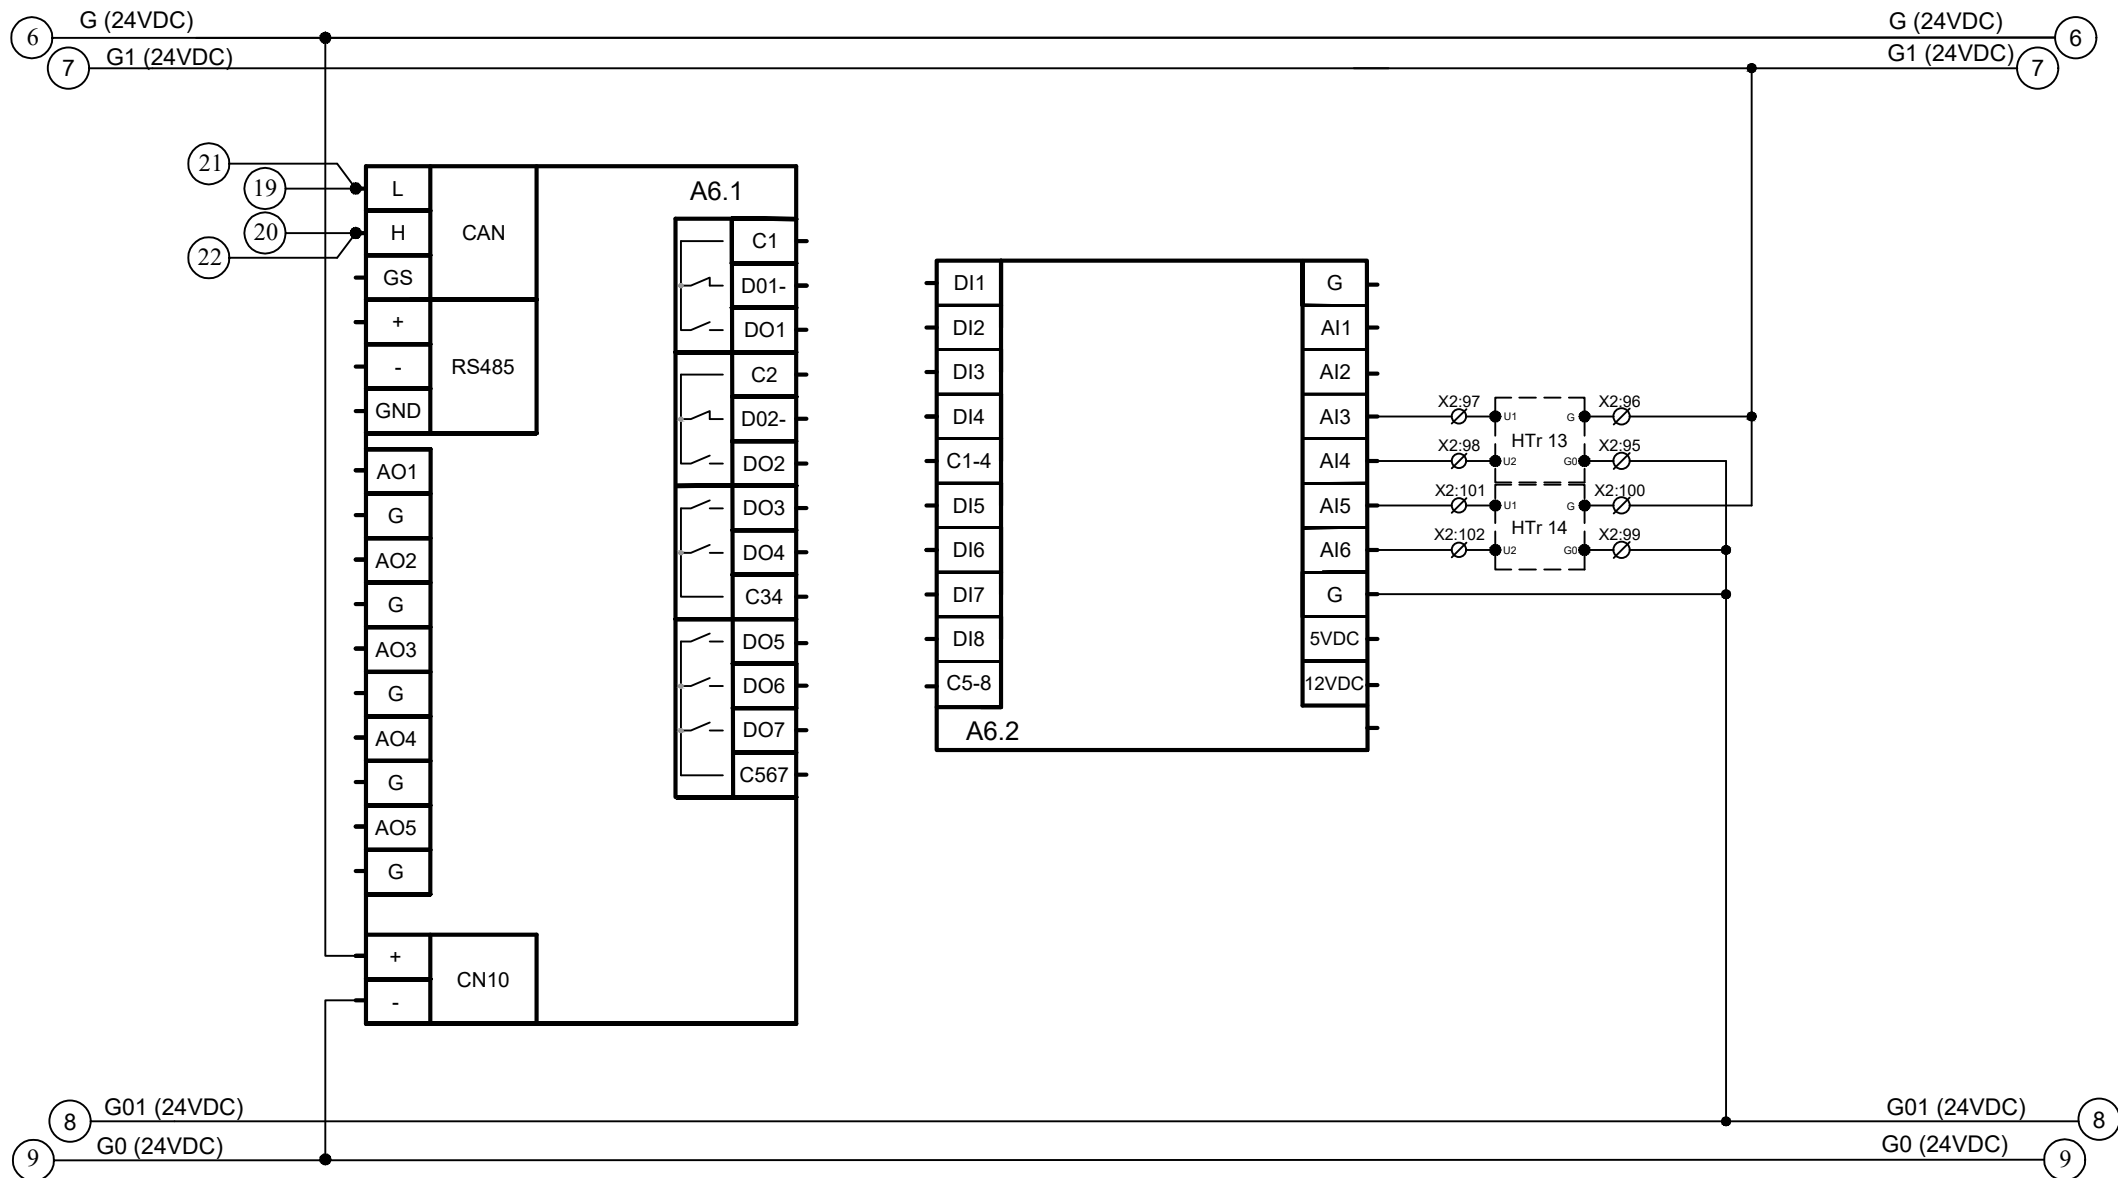 G (24VDC)
G (24VDC)
6
6
G1 (24VDC)
G1 (24VDC)
7
7
21
19
20
22
L
H
GS
CAN
+
-
GND
RS485
AO1
G
AO2
G
AO3
G
AO4
G
AO5
G
+
-
CN10
A6.1
C1
D01-
DO1
C2
D02-
DO2
DO3
DO4
C34
DO5
DO6
DO7
C567
DI1
DI2
DI3
DI4
C1-4
DI5
DI6
DI7
DI8
C5-8
A6.2
G
AI1
AI2
AI3
AI4
AI5
AI6
G
5VDC
12VDC
X2:97
X2:98
X2:101
X2:102
U1 G
HTr 13
U2 G0
U1 G
HTr 14
U2 G0
X2:96
X2:95
X2:100
X2:99
G01 (24VDC)
G01 (24VDC)
8
8
G0 (24VDC)
G0 (24VDC)
9
9